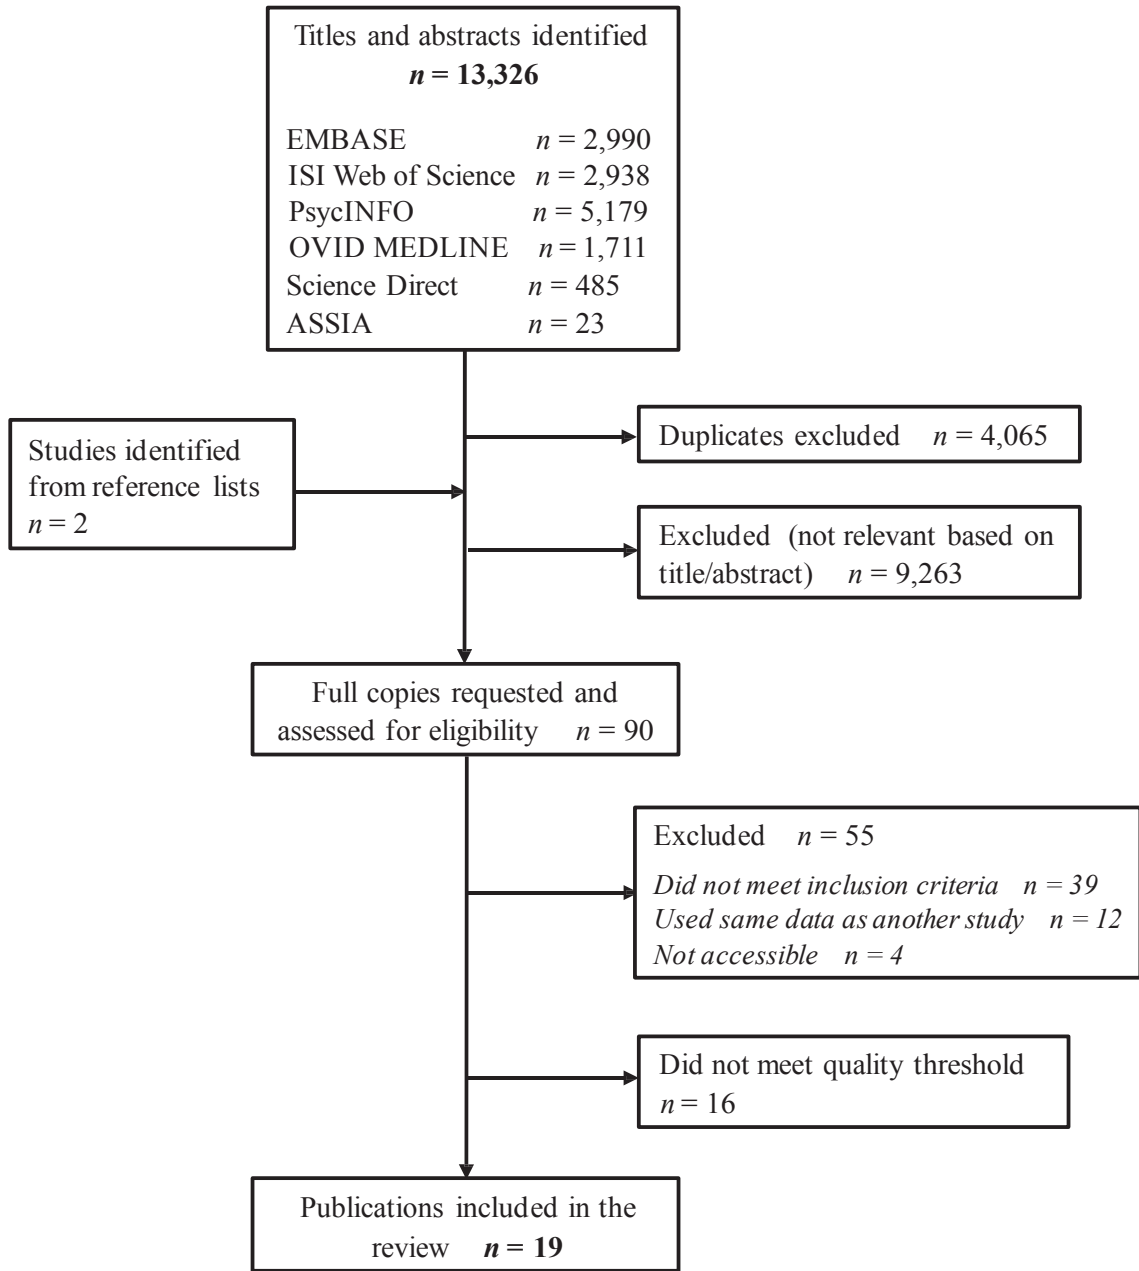 Titles and abstracts identified
n = 13,326
EMBASE n = 2,990
ISI Web of Science n = 2,938
PsycINFO n = 5,179
OVID MEDLINE n = 1,711
Science Direct n = 485
ASSIA n = 23
Duplicates excluded n = 4,065
Studies identified
from reference lists
n = 2
Excluded (not relevant based on
title/abstract) n = 9,263
Full copies requested and
assessed for eligibility n = 90
Excluded n = 55
Did not meet inclusion criteria n = 39
Used same data as another study n = 12
Not accessible n = 4
Did not meet quality threshold
n = 16
Publications included in the
review n = 19